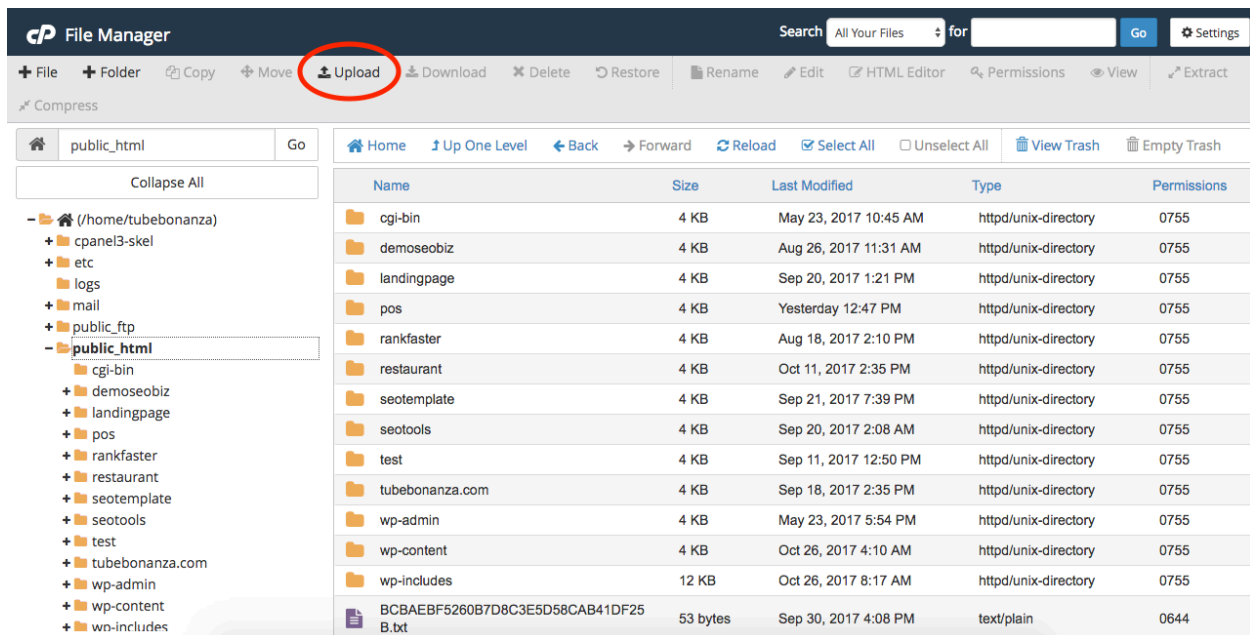 cP File Manager
Search All Your Files for Go Settings
File Folder Copy Move Upload Download Delete Restore Rename Edit HTML Editor Permissions View Extract
Compress
public_html Go
Home Up One Level Back Forward Reload Select All Unselect All View Trash Empty Trash
Collapse All
(/home/tubebonanza)
cpanel3-skel
etc
logs
mail
public_ftp
public_html
cgi-bin
demoseobiz
landingpage
pos
rankfaster
restaurant
seotemplate
seotools
test
tubebonanza.com
wp-admin
wp-content
wp-includes
Name Size Last Modified Type Permissions
cgi-bin 4 KB May 23, 2017 10:45 AM httpd/unix-directory 0755
demoseobiz 4 KB Aug 26, 2017 11:31 AM httpd/unix-directory 0755
landingpage 4 KB Sep 20, 2017 1:21 PM httpd/unix-directory 0755
pos 4 KB Yesterday 12:47 PM httpd/unix-directory 0755
rankfaster 4 KB Aug 18, 2017 2:10 PM httpd/unix-directory 0755
restaurant 4 KB Oct 11, 2017 2:35 PM httpd/unix-directory 0755
seotemplate 4 KB Sep 21, 2017 7:39 PM httpd/unix-directory 0755
seotools 4 KB Sep 20, 2017 2:08 AM httpd/unix-directory 0755
test 4 KB Sep 11, 2017 12:50 PM httpd/unix-directory 0755
tubebonanza.com 4 KB Sep 18, 2017 2:35 PM httpd/unix-directory 0755
wp-admin 4 KB May 23, 2017 5:54 PM httpd/unix-directory 0755
wp-content 4 KB Oct 26, 2017 4:10 AM httpd/unix-directory 0755
wp-includes 12 KB Oct 26, 2017 8:17 AM httpd/unix-directory 0755
BCBAEBF5260B7D8C3E5D58CAB41DF25
B.txt 53 bytes Sep 30, 2017 4:08 PM text/plain 0644